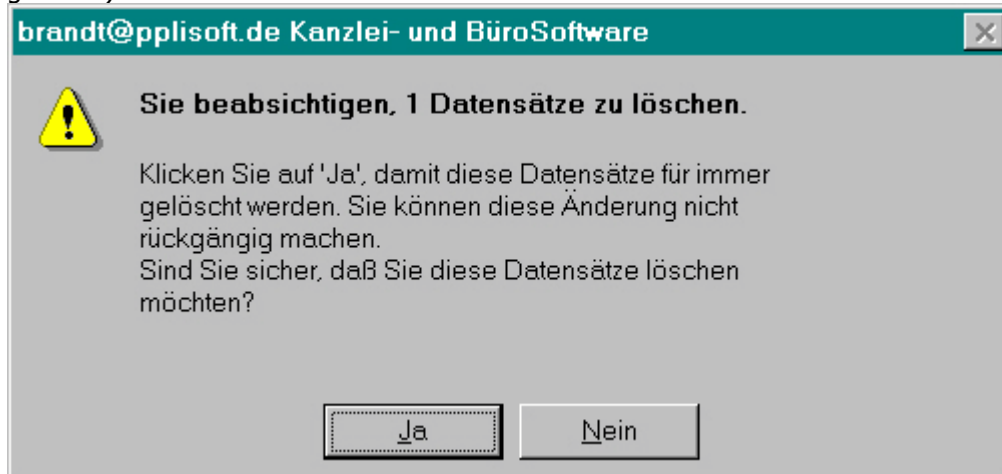 brandt@pplisoft.de Kanzlei- und BüroSoftware
Sie beabsichtigen, 1 Datensätze zu löschen.
Klicken Sie auf 'Ja', damit diese Datensätze für immer
gelöscht werden. Sie können diese Änderung nicht
rückgängig machen.
Sind Sie sicher, daß Sie diese Datensätze löschen
möchten?
Ja
Nein